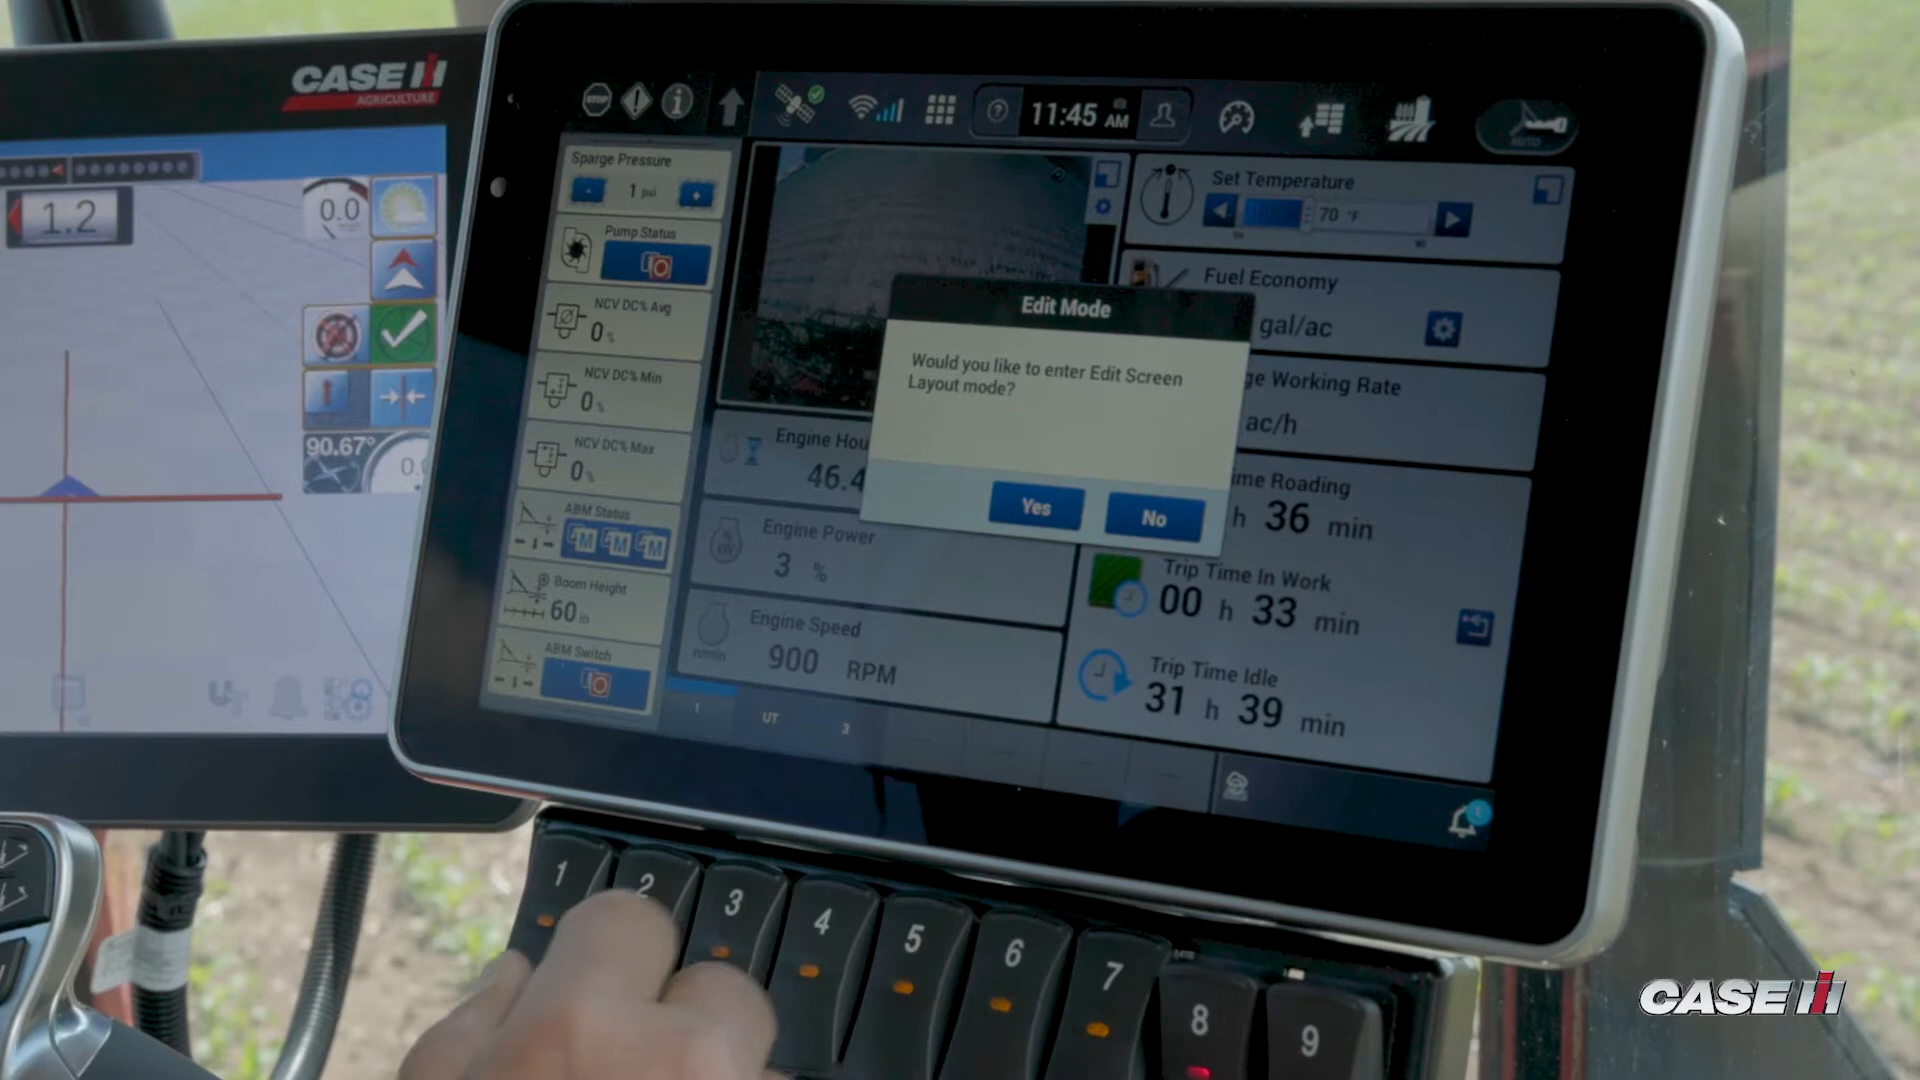 CASE IH
AGRICULTURE
1.2
0.0
90.67°
STOP
11:45 AM
AUTO
Sparge Pressure
- 1 psi +
Pump Status
NCV DC% Avg
0 %
NCV DC% Min
0 %
NCV DC% Max
0 %
ABM Status
M M M
Boom Height
60 in
ABM Switch
Set Temperature
70 °F
Fuel Economy
gal/ac
ge Working Rate
ac/h
ime Roading
h 36 min
Trip Time In Work
00 h 33 min
Trip Time Idle
31 h 39 min
Engine Hou
46.4
Engine Power
3 %
Engine Speed
900 RPM
n/min
Edit Mode
Would you like to enter Edit Screen
Layout mode?
Yes No
1 UT 3
1 2 3 4 5 6 7 8 9
CASE IH